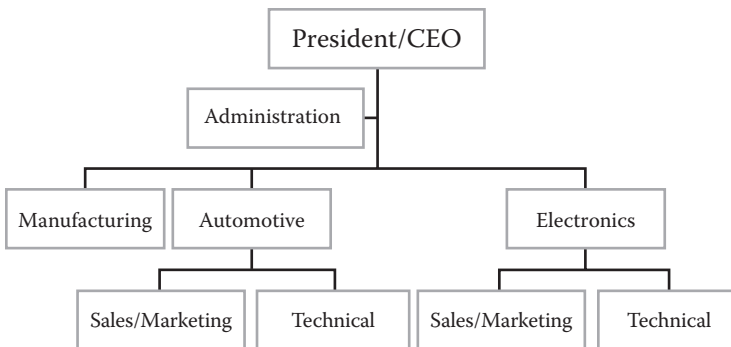 President/CEO
Administration
Manufacturing
Automotive
Electronics
Sales/Marketing
Technical
Sales/Marketing
Technical